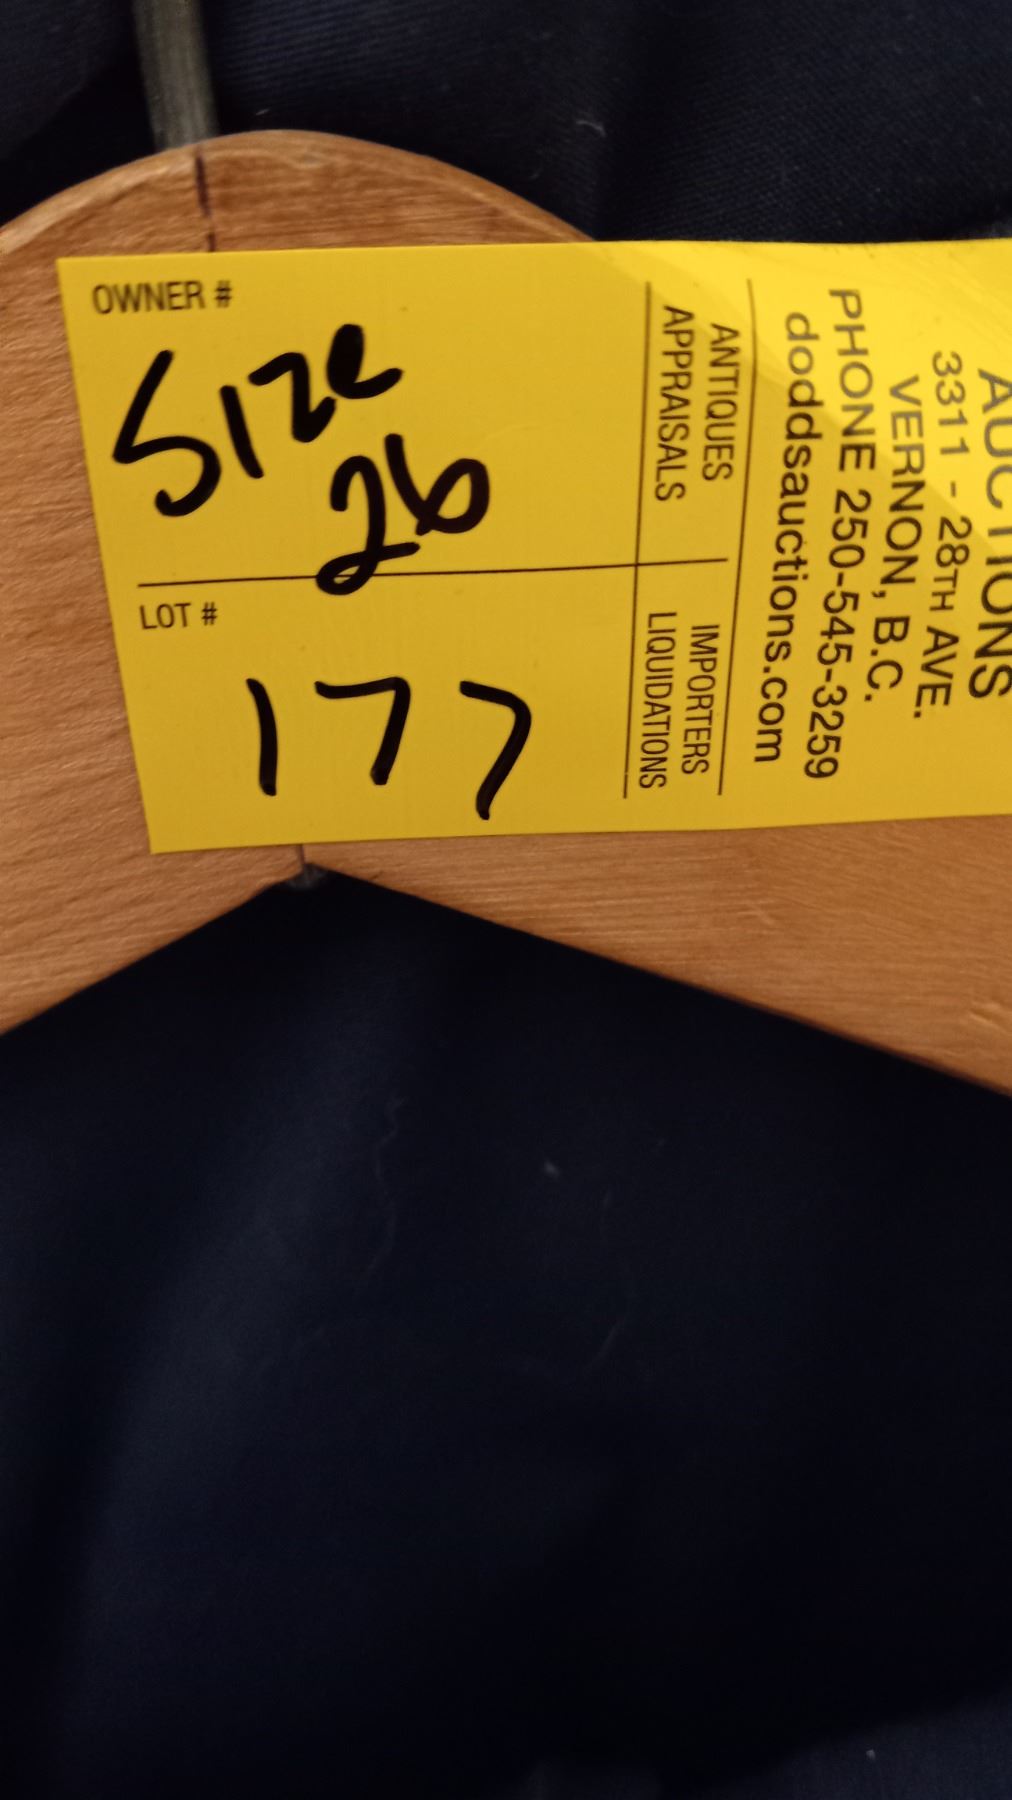 OWNER #
Size
26
LOT #
177
ANTIQUES
APPRAISALS
IMPORTERS
LIQUIDATIONS
AUCTIONS
3311 - 28TH AVE.
VERNON, B.C.
PHONE 250-545-3259
doddsauctions.com